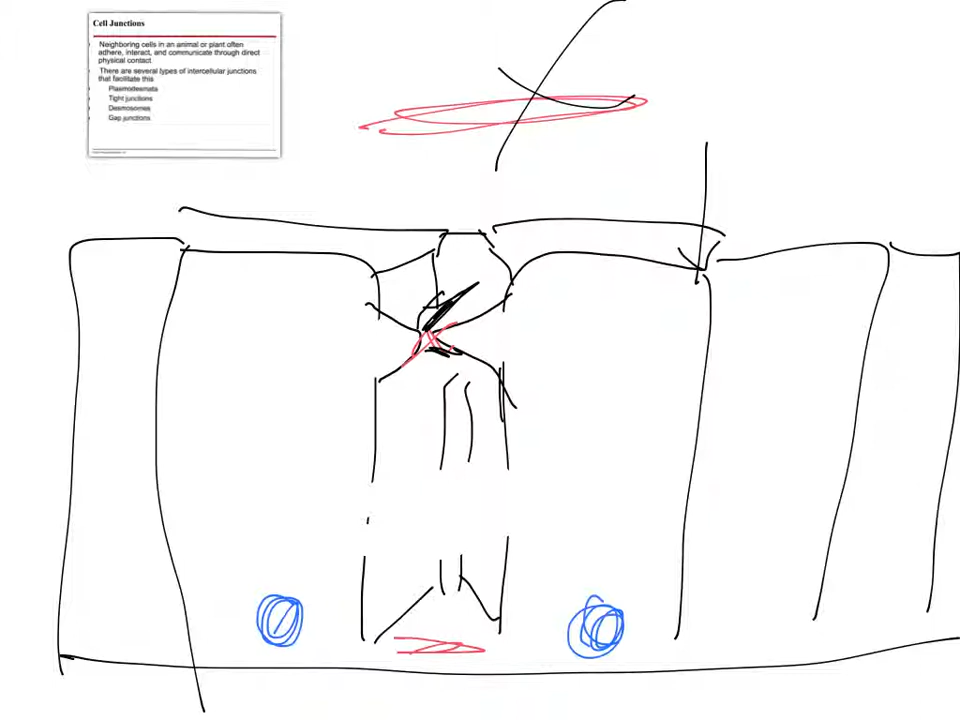 Cell Junctions
Neighboring cells in an animal or plant often
adhere, interact, and communicate through direct
physical contact
There are several types of intercellular junctions
that facilitate this
Plasmodesmata
Tight junctions
Desmosomes
Gap junctions